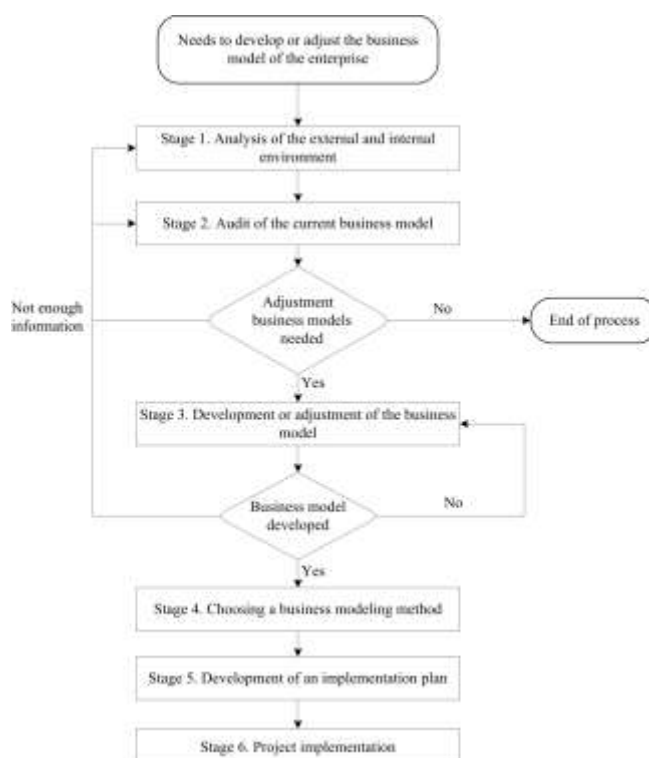 Needs to develop or adjust the business
model of the enterprise
Stage 1. Analysis of the external and internal
environment
Stage 2. Audit of the current business model
Not enough
information
Adjustment
business models
needed
No
End of process
Yes
Stage 3. Development or adjustment of the business
model
Business model
developed
No
Yes
Stage 4. Choosing a business modeling method
Stage 5. Development of an implementation plan
Stage 6. Project implementation